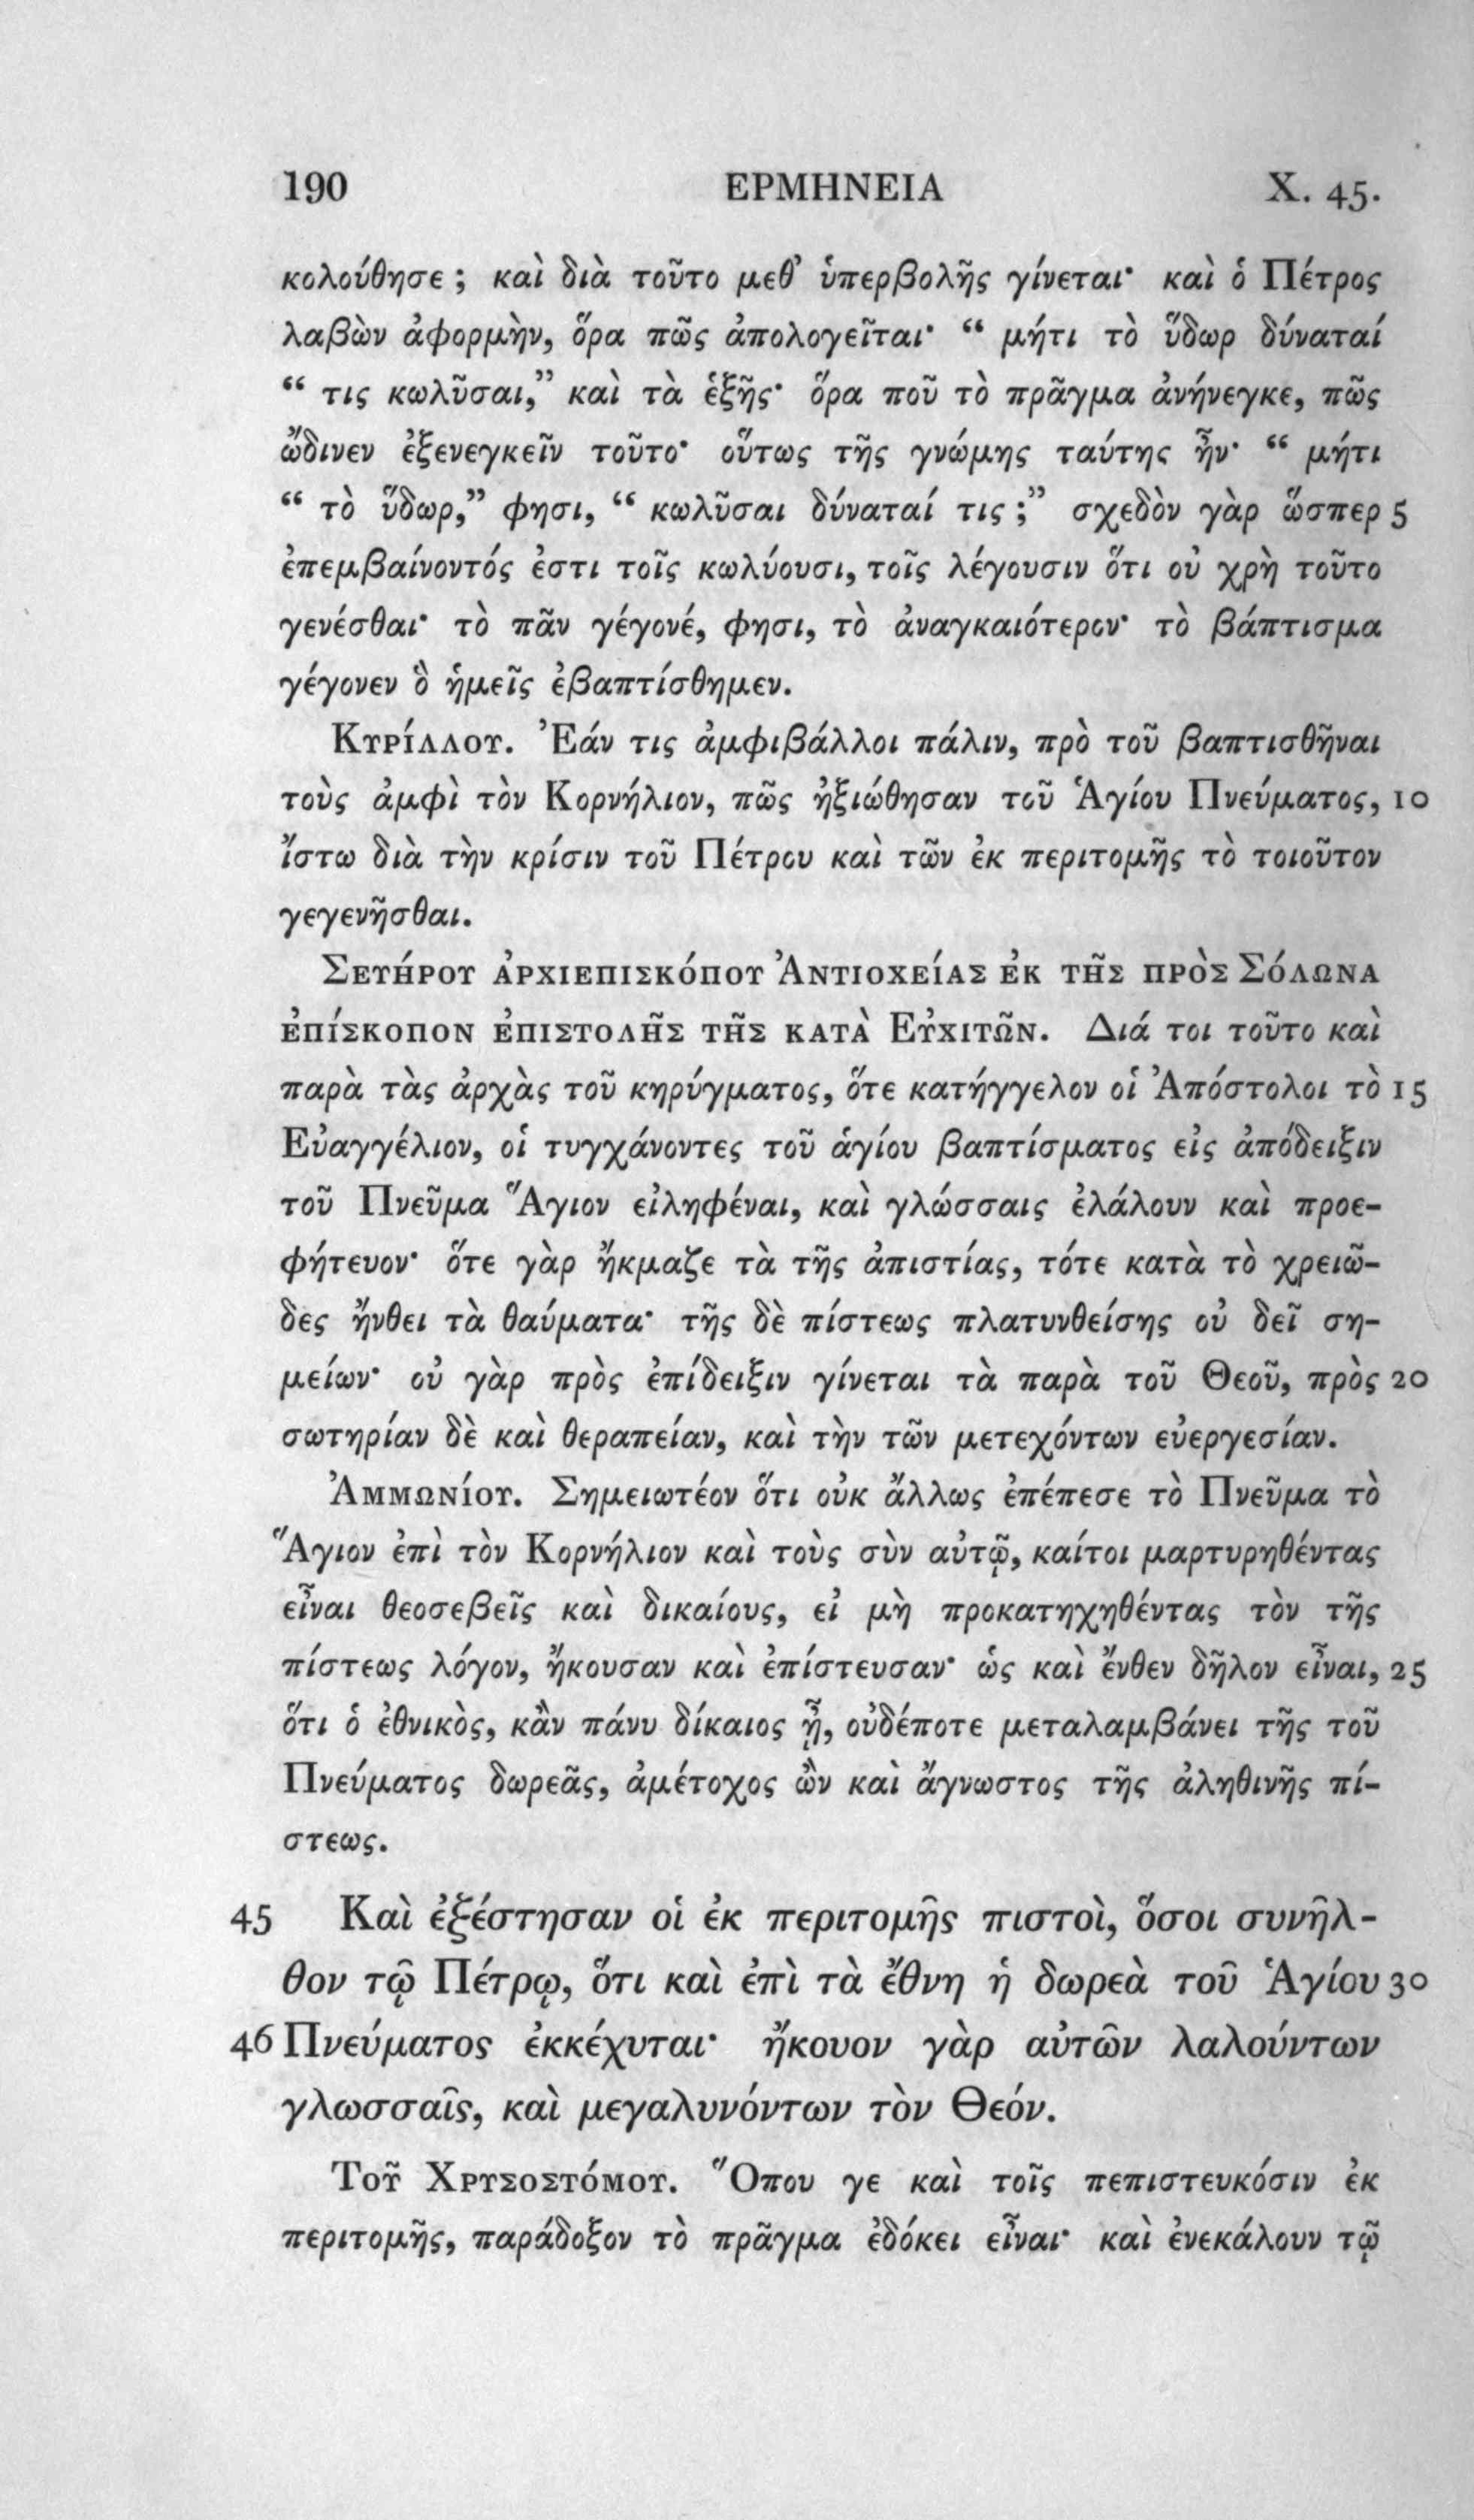 190 ΕΡΜΗΝΕΙΑ X. 45.
κολούθησε ; καὶ διὰ τοῦτο μεθ’ ὑπερβολῆς γίνεται· καὶ ὁ Πέτρος
λαβὼν ἀφορμὴν, ὅρα πῶς ἀπολογεῖται· “ μήτι τὸ ὕδωρ δύναταί
“ τις κωλῦσαι,” καὶ τὰ ἑξῆς· ὅρα ποῦ τὸ πρᾶγμα ἀνήνεγκε, πῶς
ὤδινεν ἐξενεγκεῖν τοῦτο· οὕτως τῆς γνώμης ταύτης ἦν· “ μήτι
“ τὸ ὕδωρ,” φησι, “ κωλῦσαι δύναταί τις ;” σχεδὸν γὰρ ὥσπερ 5
ἐπεμβαίνοντός ἐστι τοῖς κωλύουσι, τοῖς λέγουσιν ὅτι οὐ χρὴ τοῦτο
γενέσθαι· τὸ πᾶν γέγονέ, φησι, τὸ ἀναγκαιότερον· τὸ βάπτισμα
γέγονεν ὃ ἡμεῖς ἐβαπτίσθημεν.
Κυρίλλου. Ἐάν τις ἀμφιβάλλοι πάλιν, πρὸ τοῦ βαπτισθῆναι
τοὺς ἀμφὶ τὸν Κορνήλιον, πῶς ἠξιώθησαν τοῦ Ἁγίου Πνεύματος, 10
ἴστω διὰ τὴν κρίσιν τοῦ Πέτρου καὶ τῶν ἐκ περιτομῆς τὸ τοιοῦτον
γεγενῆσθαι.
Σευήρου ἀρχιεπισκόπου Ἀντιοχείας ἐκ τῆς πρὸς Σόλωνα
ἐπίσκοπον ἐπιστολῆς τῆς κατὰ Εὐχιτῶν. Διά τοι τοῦτο καὶ
παρὰ τὰς ἀρχὰς τοῦ κηρύγματος, ὅτε κατήγγελον οἱ Ἀπόστολοι τὸ 15
Εὐαγγέλιον, οἱ τυγχάνοντες τοῦ ἁγίου βαπτίσματος εἰς ἀπόδειξιν
τοῦ Πνεῦμα Ἅγιον εἰληφέναι, καὶ γλώσσαις ἐλάλουν καὶ προε-
φήτευον· ὅτε γὰρ ἤκμαζε τὰ τῆς ἀπιστίας, τότε κατὰ τὸ χρειῶ-
δες ἤνθει τὰ θαύματα· τῆς δὲ πίστεως πλατυνθείσης οὐ δεῖ ση-
μείων· οὐ γὰρ πρὸς ἐπίδειξιν γίνεται τὰ παρὰ τοῦ Θεοῦ, πρὸς 20
σωτηρίαν δὲ καὶ θεραπείαν, καὶ τὴν τῶν μετεχόντων εὐεργεσίαν.
Ἀμμωνίου. Σημειωτέον ὅτι οὐκ ἄλλως ἐπέπεσε τὸ Πνεῦμα τὸ
Ἅγιον ἐπὶ τὸν Κορνήλιον καὶ τοὺς σὺν αὐτῷ, καίτοι μαρτυρηθέντας
εἶναι θεοσεβεῖς καὶ δικαίους, εἰ μὴ προκατηχηθέντας τὸν τῆς
πίστεως λόγον, ἤκουσαν καὶ ἐπίστευσαν· ὡς καὶ ἔνθεν δῆλον εἶναι, 25
ὅτι ὁ ἐθνικὸς, κἂν πάνυ δίκαιος ᾖ, οὐδέποτε μεταλαμβάνει τῆς τοῦ
Πνεύματος δωρεᾶς, ἀμέτοχος ὢν καὶ ἄγνωστος τῆς ἀληθινῆς πί-
στεως.
45 Καὶ ἐξέστησαν οἱ ἐκ περιτομῆς πιστοὶ, ὅσοι συνῆλ-
θον τῷ Πέτρῳ, ὅτι καὶ ἐπὶ τὰ ἔθνη ἡ δωρεὰ τοῦ Ἁγίου 30
46 Πνεύματος ἐκκέχυται· ἤκουον γὰρ αὐτῶν λαλούντων
γλωσσαῖς, καὶ μεγαλυνόντων τὸν Θεόν.
Τοῦ Χρυσοστόμου. Ὅπου γε καὶ τοῖς πεπιστευκόσιν ἐκ
περιτομῆς, παράδοξον τὸ πρᾶγμα ἐδόκει εἶναι· καὶ ἐνεκάλουν τῷ